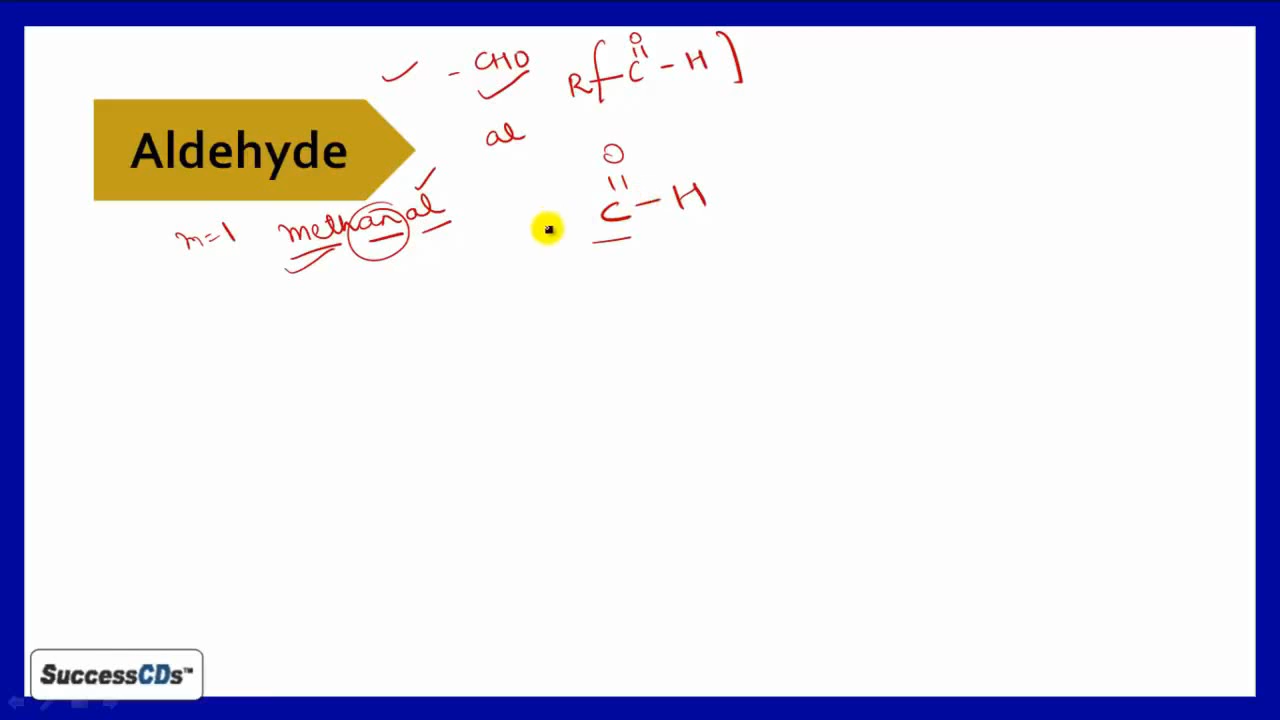 - CHO R - C - H ]
O
Aldehyde
al
O
||
C - H
n=1 methanal
SuccessCDs™